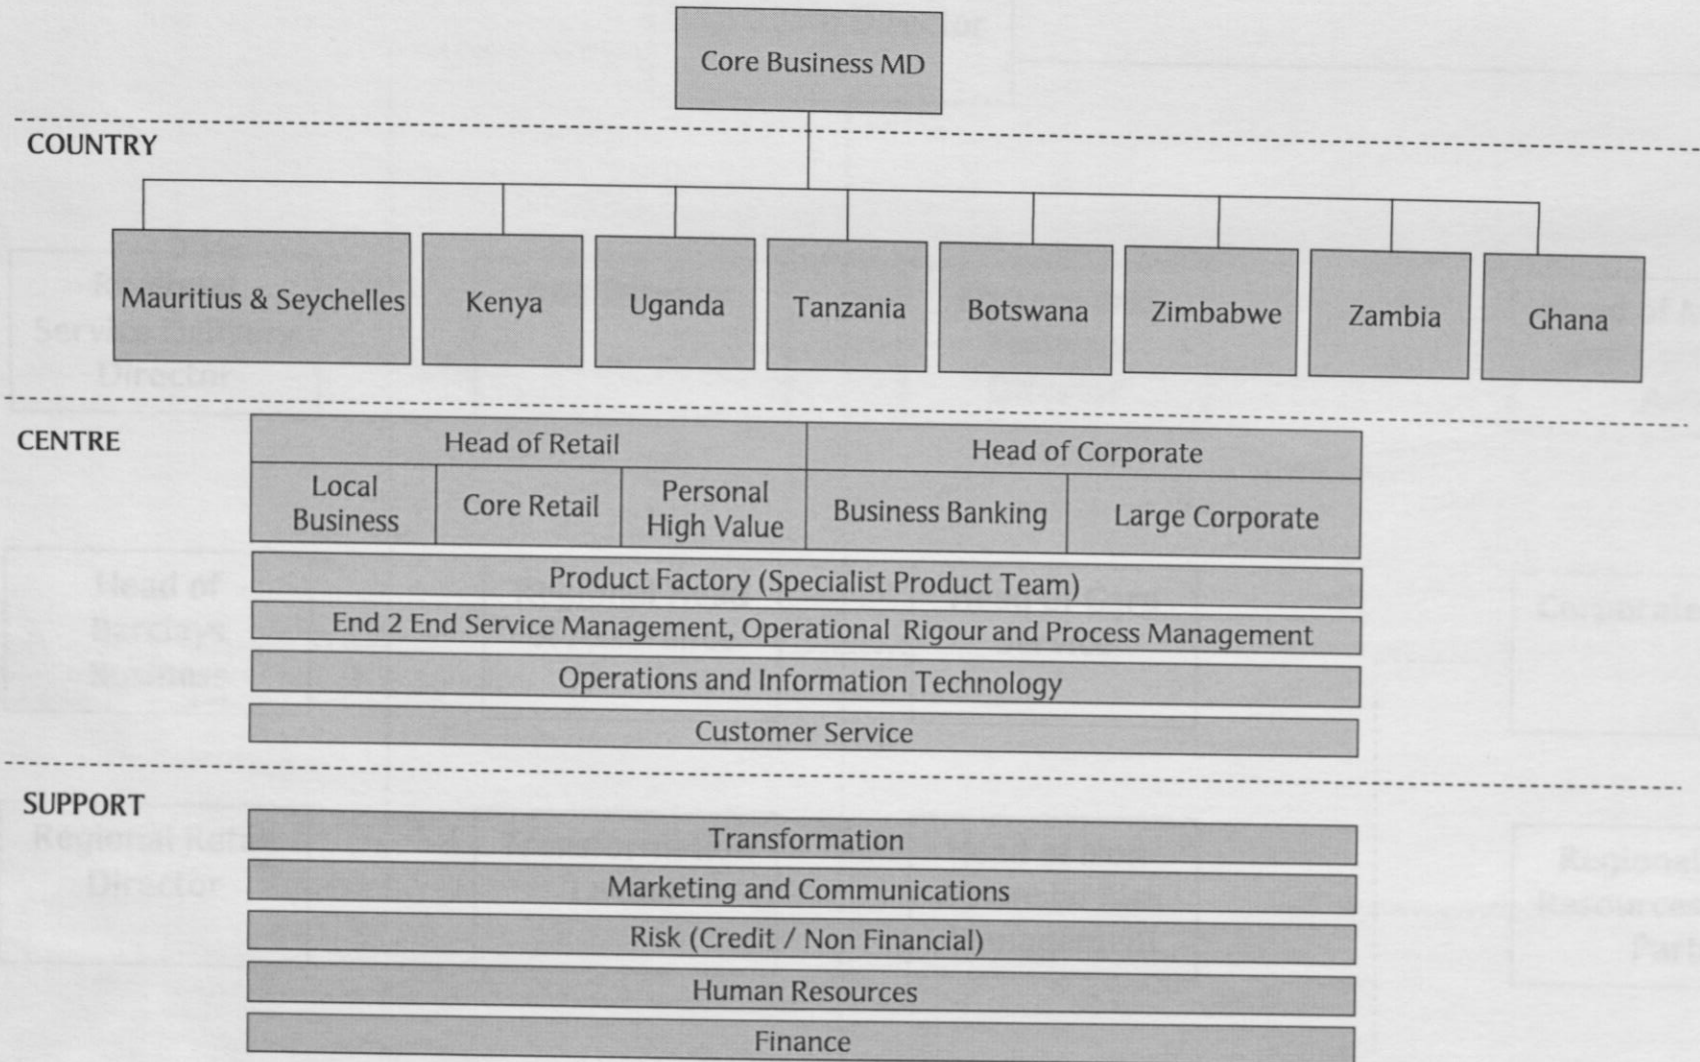 Core Business MD
COUNTRY
Mauritius & Seychelles
Kenya
Uganda
Tanzania
Botswana
Zimbabwe
Zambia
Ghana
CENTRE
Head of Retail
Head of Corporate
Local
Business
Core Retail
Personal
High Value
Business Banking
Large Corporate
Product Factory (Specialist Product Team)
End 2 End Service Management, Operational Rigour and Process Management
Operations and Information Technology
Customer Service
SUPPORT
Transformation
Marketing and Communications
Risk (Credit / Non Financial)
Human Resources
Finance